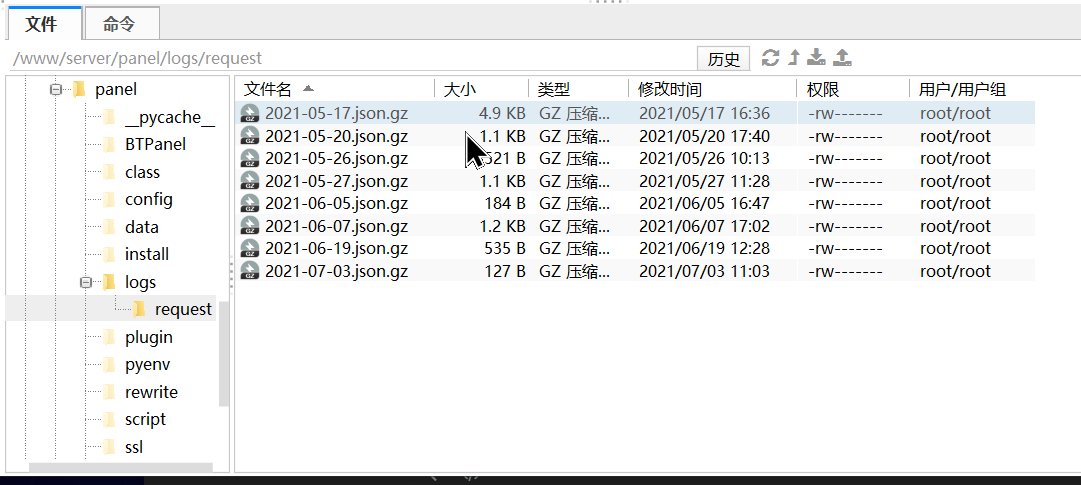 文件 命令
/www/server/panel/logs/request 历史
panel
__pycache__
BTPanel
class
config
data
install
logs
request
plugin
pyenv
rewrite
script
ssl
文件名 大小 类型 修改时间 权限 用户/用户组
2021-05-17.json.gz 4.9 KB GZ 压缩... 2021/05/17 16:36 -rw------- root/root
2021-05-20.json.gz 1.1 KB GZ 压缩... 2021/05/20 17:40 -rw------- root/root
2021-05-26.json.gz 521 B GZ 压缩... 2021/05/26 10:13 -rw------- root/root
2021-05-27.json.gz 1.1 KB GZ 压缩... 2021/05/27 11:28 -rw------- root/root
2021-06-05.json.gz 184 B GZ 压缩... 2021/06/05 16:47 -rw------- root/root
2021-06-07.json.gz 1.2 KB GZ 压缩... 2021/06/07 17:02 -rw------- root/root
2021-06-19.json.gz 535 B GZ 压缩... 2021/06/19 12:28 -rw------- root/root
2021-07-03.json.gz 127 B GZ 压缩... 2021/07/03 11:03 -rw------- root/root